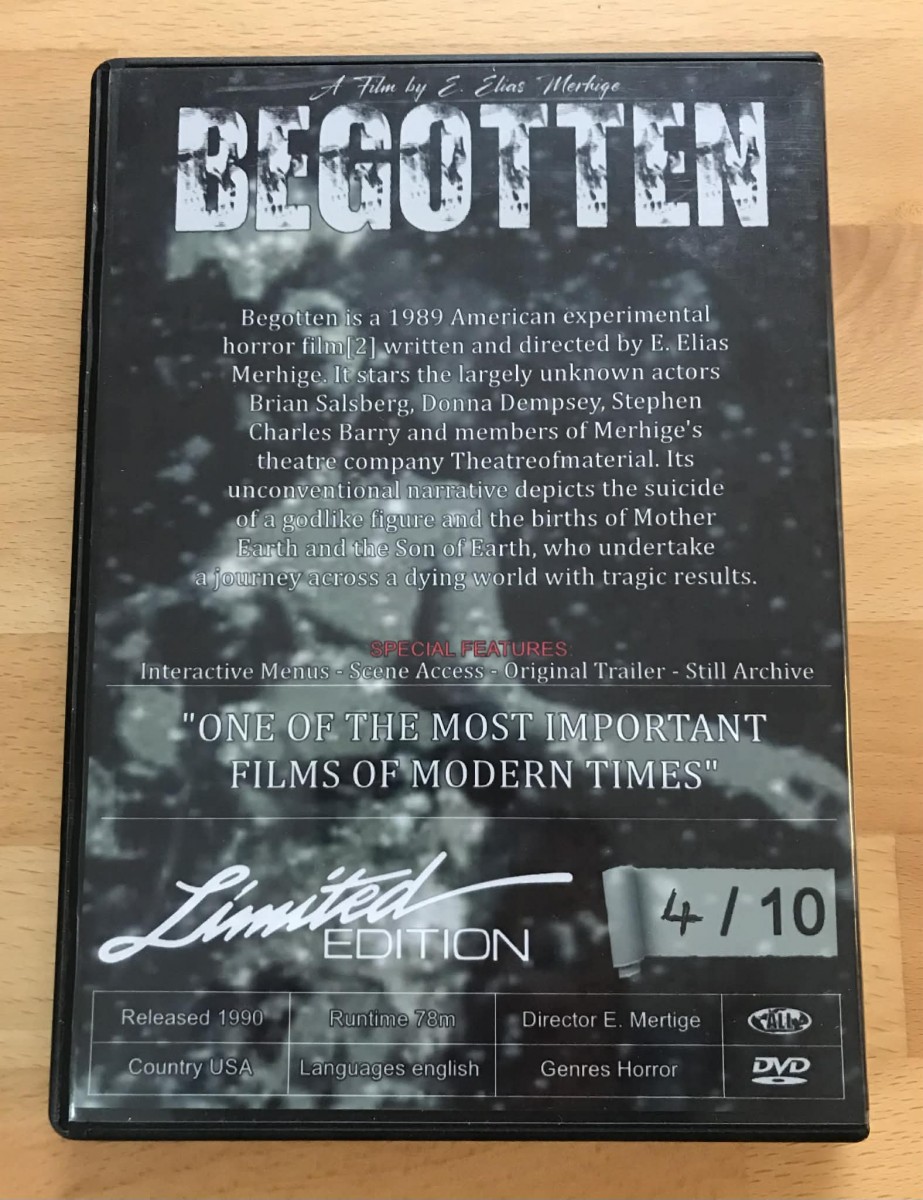 A Film by E. Elias Merhige
BEGOTTEN
Begotten is a 1989 American experimental
horror film[2] written and directed by E. Elias
Merhige. It stars the largely unknown actors
Brian Salsberg, Donna Dempsey, Stephen
Charles Barry and members of Merhige's
theatre company Theatreofmaterial. Its
unconventional narrative depicts the suicide
of a godlike figure and the births of Mother
Earth and the Son of Earth, who undertake
a journey across a dying world with tragic results.
SPECIAL FEATURES:
Interactive Menus - Scene Access - Original Trailer - Still Archive
"ONE OF THE MOST IMPORTANT
FILMS OF MODERN TIMES"
Limited
EDITION
4 / 10
Released 1990 Runtime 78m Director E. Mertige ALL
Country USA Languages english Genres Horror DVD